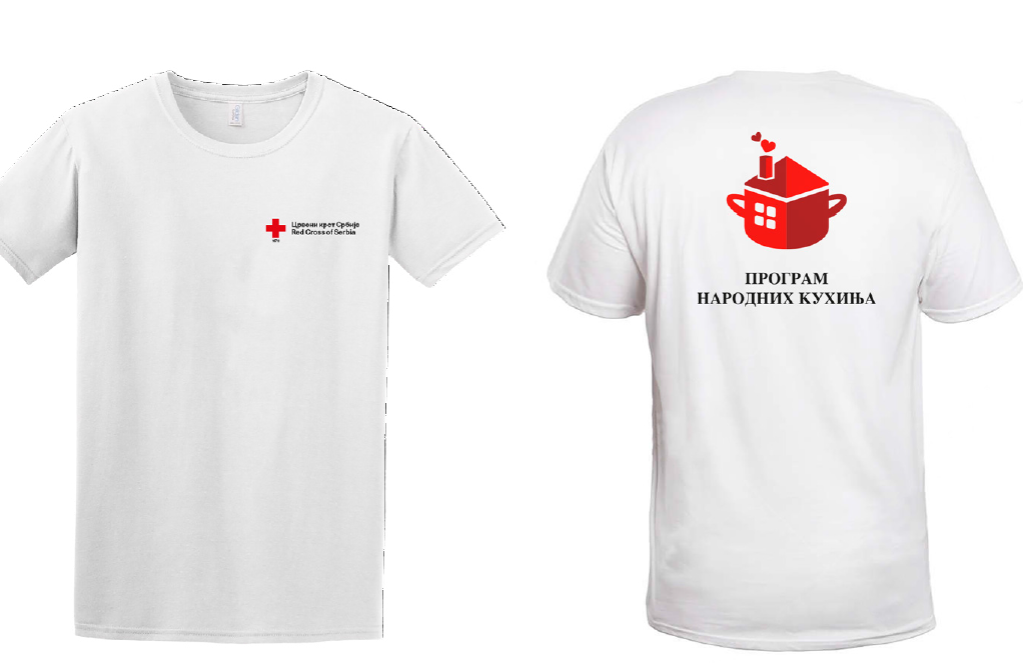 Црвени крст Србије
Red Cross of Serbia
ПРОГРАМ
НАРОДНИХ КУХИЊА